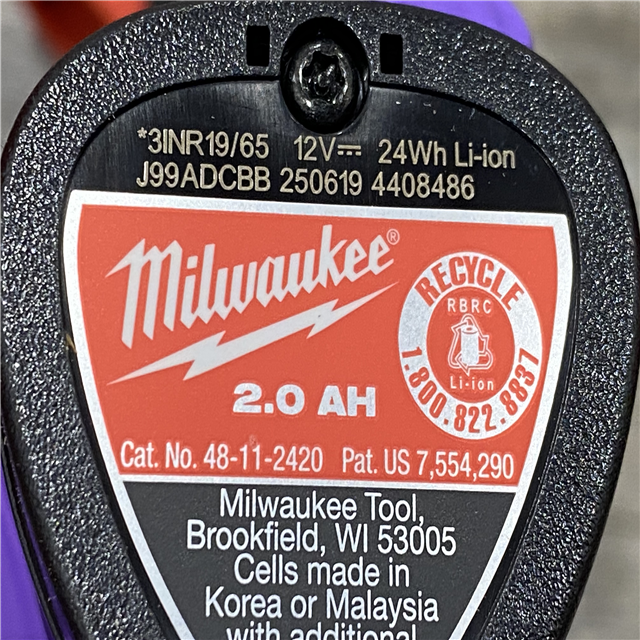 *3INR19/65 12V⎓ 24Wh Li-ion
J99ADCBB 250619 4408486
Milwaukee®
RECYCLE
RBRC
Li-ion
1.800.822.8837
2.0 AH
Cat. No. 48-11-2420 Pat. US 7,554,290
Milwaukee Tool,
Brookfield, WI 53005
Cells made in
Korea or Malaysia
with additional